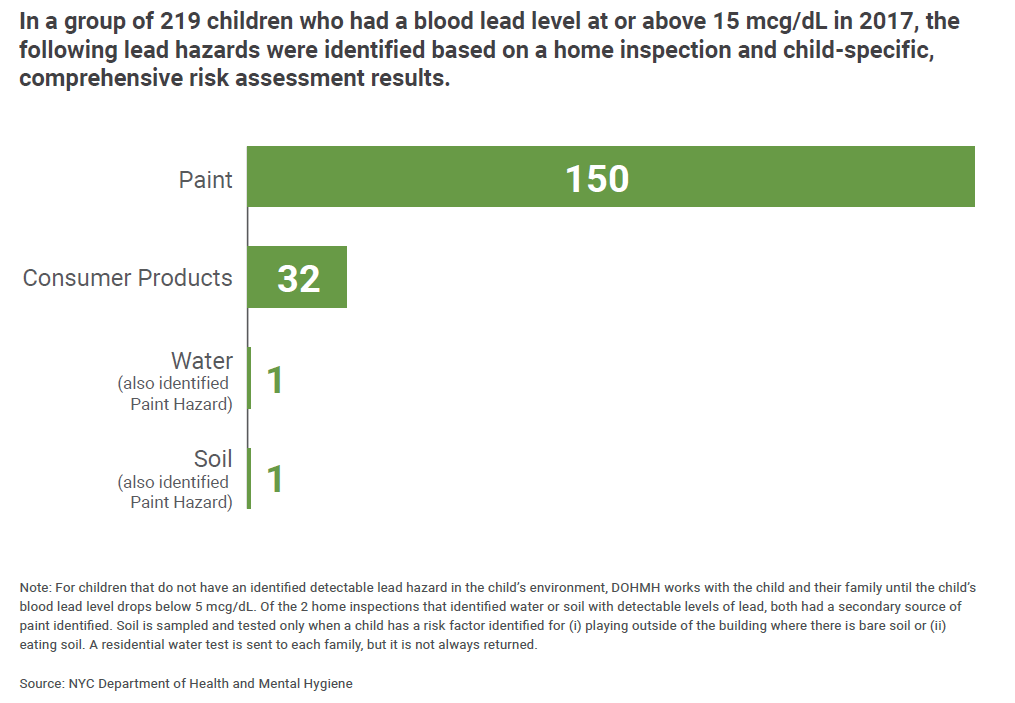 In a group of 219 children who had a blood lead level at or above 15 mcg/dL in 2017, the
following lead hazards were identified based on a home inspection and child-specific,
comprehensive risk assessment results.
Paint
150
Consumer Products
32
Water
(also identified
Paint Hazard)
1
Soil
(also identified
Paint Hazard)
1
Note: For children that do not have an identified detectable lead hazard in the child's environment, DOHMH works with the child and their family until the child's
blood lead level drops below 5 mcg/dL. Of the 2 home inspections that identified water or soil with detectable levels of lead, both had a secondary source of
paint identified. Soil is sampled and tested only when a child has a risk factor identified for (i) playing outside of the building where there is bare soil or (ii)
eating soil. A residential water test is sent to each family, but it is not always returned.
Source: NYC Department of Health and Mental Hygiene